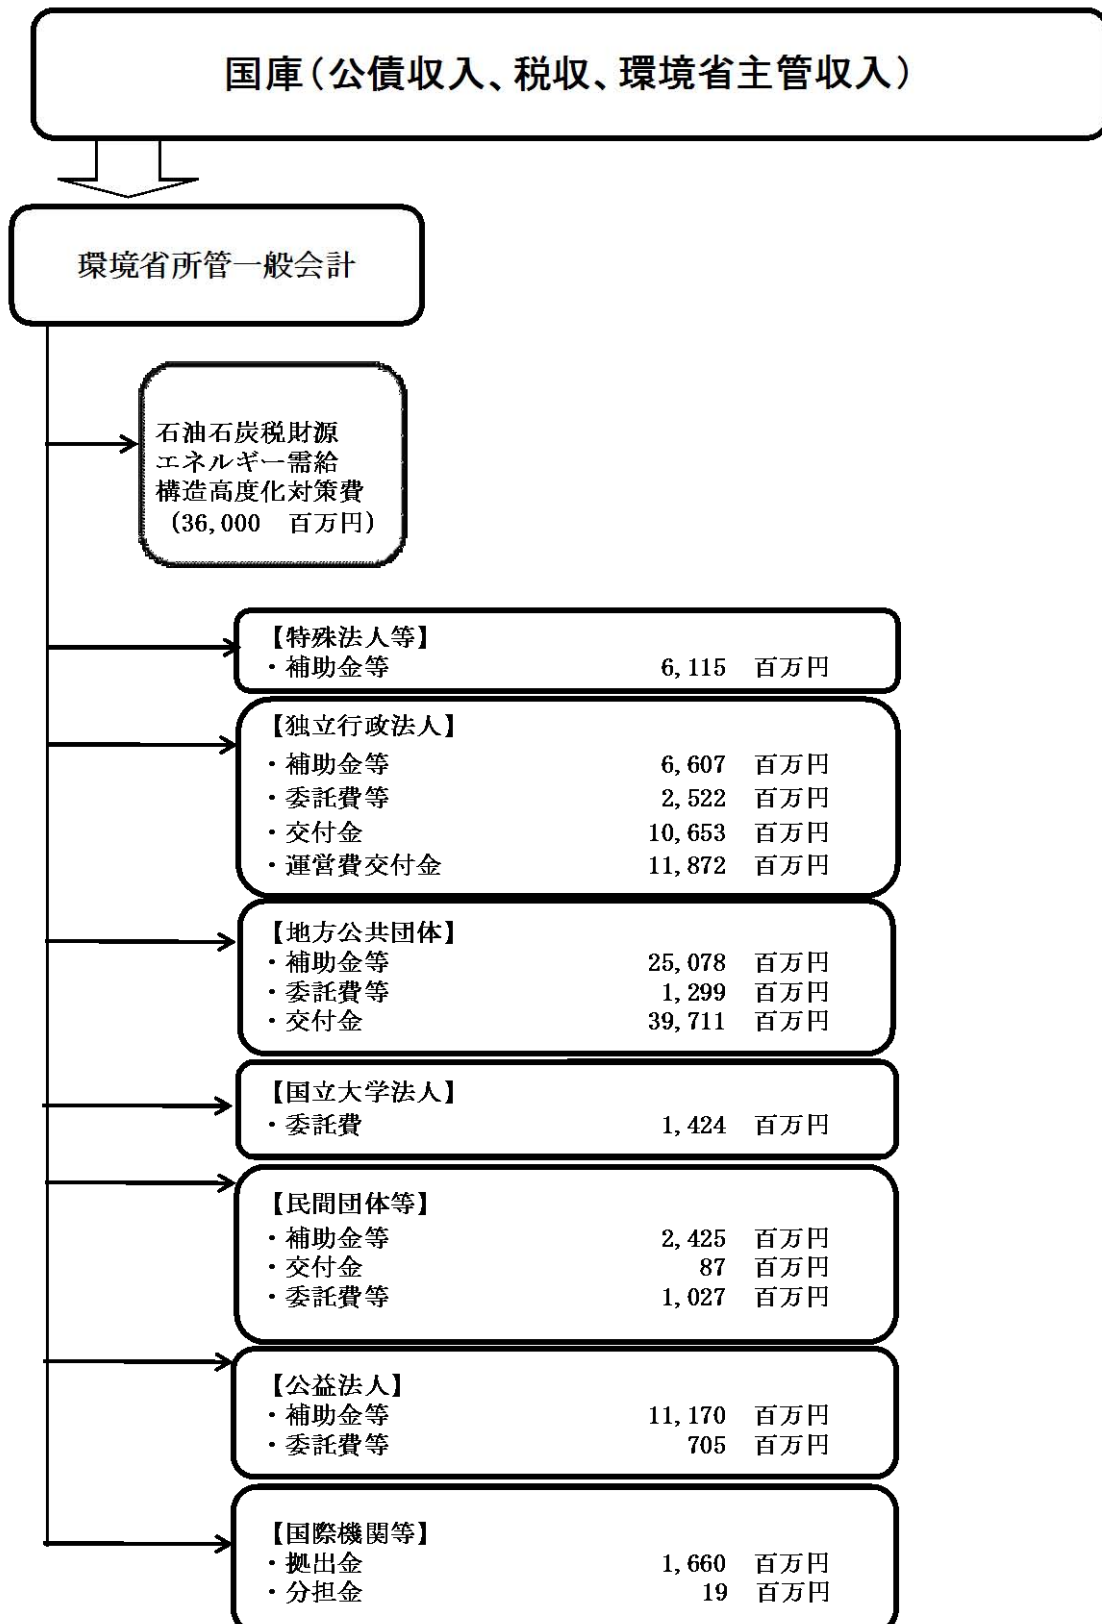 国庫(公債収入、税収、環境省主管収入)
環境省所管一般会計
石油石炭税財源
エネルギー需給
構造高度化対策費
(36,000 百万円)
【特殊法人等】
・補助金等 6,115 百万円
【独立行政法人】
・補助金等 6,607 百万円
・委託費等 2,522 百万円
・交付金 10,653 百万円
・運営費交付金 11,872 百万円
【地方公共団体】
・補助金等 25,078 百万円
・委託費等 1,299 百万円
・交付金 39,711 百万円
【国立大学法人】
・委託費 1,424 百万円
【民間団体等】
・補助金等 2,425 百万円
・交付金 87 百万円
・委託費等 1,027 百万円
【公益法人】
・補助金等 11,170 百万円
・委託費等 705 百万円
【国際機関等】
・拠出金 1,660 百万円
・分担金 19 百万円